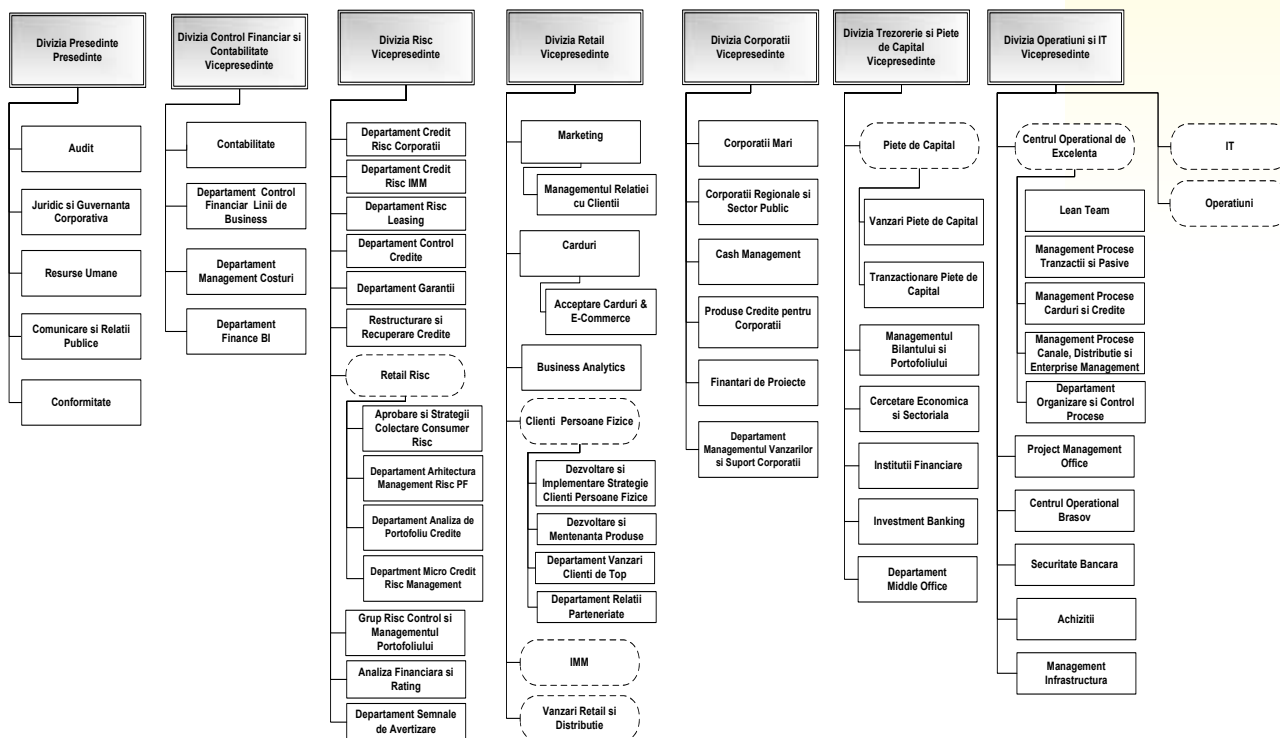 Divizia Presedinte
Presedinte
Audit
Juridic si Guvernanta
Corporativa
Resurse Umane
Comunicare si Relatii
Publice
Conformitate
Divizia Control Financiar si
Contabilitate
Vicepresedinte
Contabilitate
Departament Control
Financiar Linii de
Business
Departament
Management Costuri
Departament
Finance BI
Divizia Risc
Vicepresedinte
Departament Credit
Risc Corporatii
Departament Credit
Risc IMM
Departament Risc
Leasing
Departament Control
Credite
Departament Garantii
Restructurare si
Recuperare Credite
Retail Risc
Aprobare si Strategii
Colectare Consumer
Risc
Departament Arhitectura
Management Risc PF
Departament Analiza de
Portofoliu Credite
Department Micro Credit
Risc Management
Grup Risc Control si
Managementul
Portofoliului
Analiza Financiara si
Rating
Departament Semnale
de Avertizare
Divizia Retail
Vicepresedinte
Marketing
Managementul Relatiei
cu Clientii
Carduri
Acceptare Carduri &
E-Commerce
Business Analytics
Clienti Persoane Fizice
Dezvoltare si
Implementare Strategie
Clienti Persoane Fizice
Dezvoltare si
Mentenanta Produse
Departament Vanzari
Clienti de Top
Departament Relatii
Parteneriate
IMM
Vanzari Retail si
Distributie
Divizia Corporatii
Vicepresedinte
Corporatii Mari
Corporatii Regionale si
Sector Public
Cash Management
Produse Credite pentru
Corporatii
Finantari de Proiecte
Departament
Managementul Vanzarilor
si Suport Corporatii
Divizia Trezorerie si Piete
de Capital
Vicepresedinte
Piete de Capital
Vanzari Piete de Capital
Tranzactionare Piete de
Capital
Managementul
Bilantului si
Portofoliului
Cercetare Economica
si Sectoriala
Institutii Financiare
Investment Banking
Departament
Middle Office
Divizia Operatiuni si IT
Vicepresedinte
Centrul Operational de
Excelenta
Lean Team
Management Procese
Tranzactii si Pasive
Management Procese
Carduri si Credite
Management Procese
Canale, Distributie si
Enterprise Management
Departament
Organizare si Control
Procese
Project Management
Office
Centrul Operational
Brasov
Securitate Bancara
Achizitii
Management
Infrastructura
IT
Operatiuni